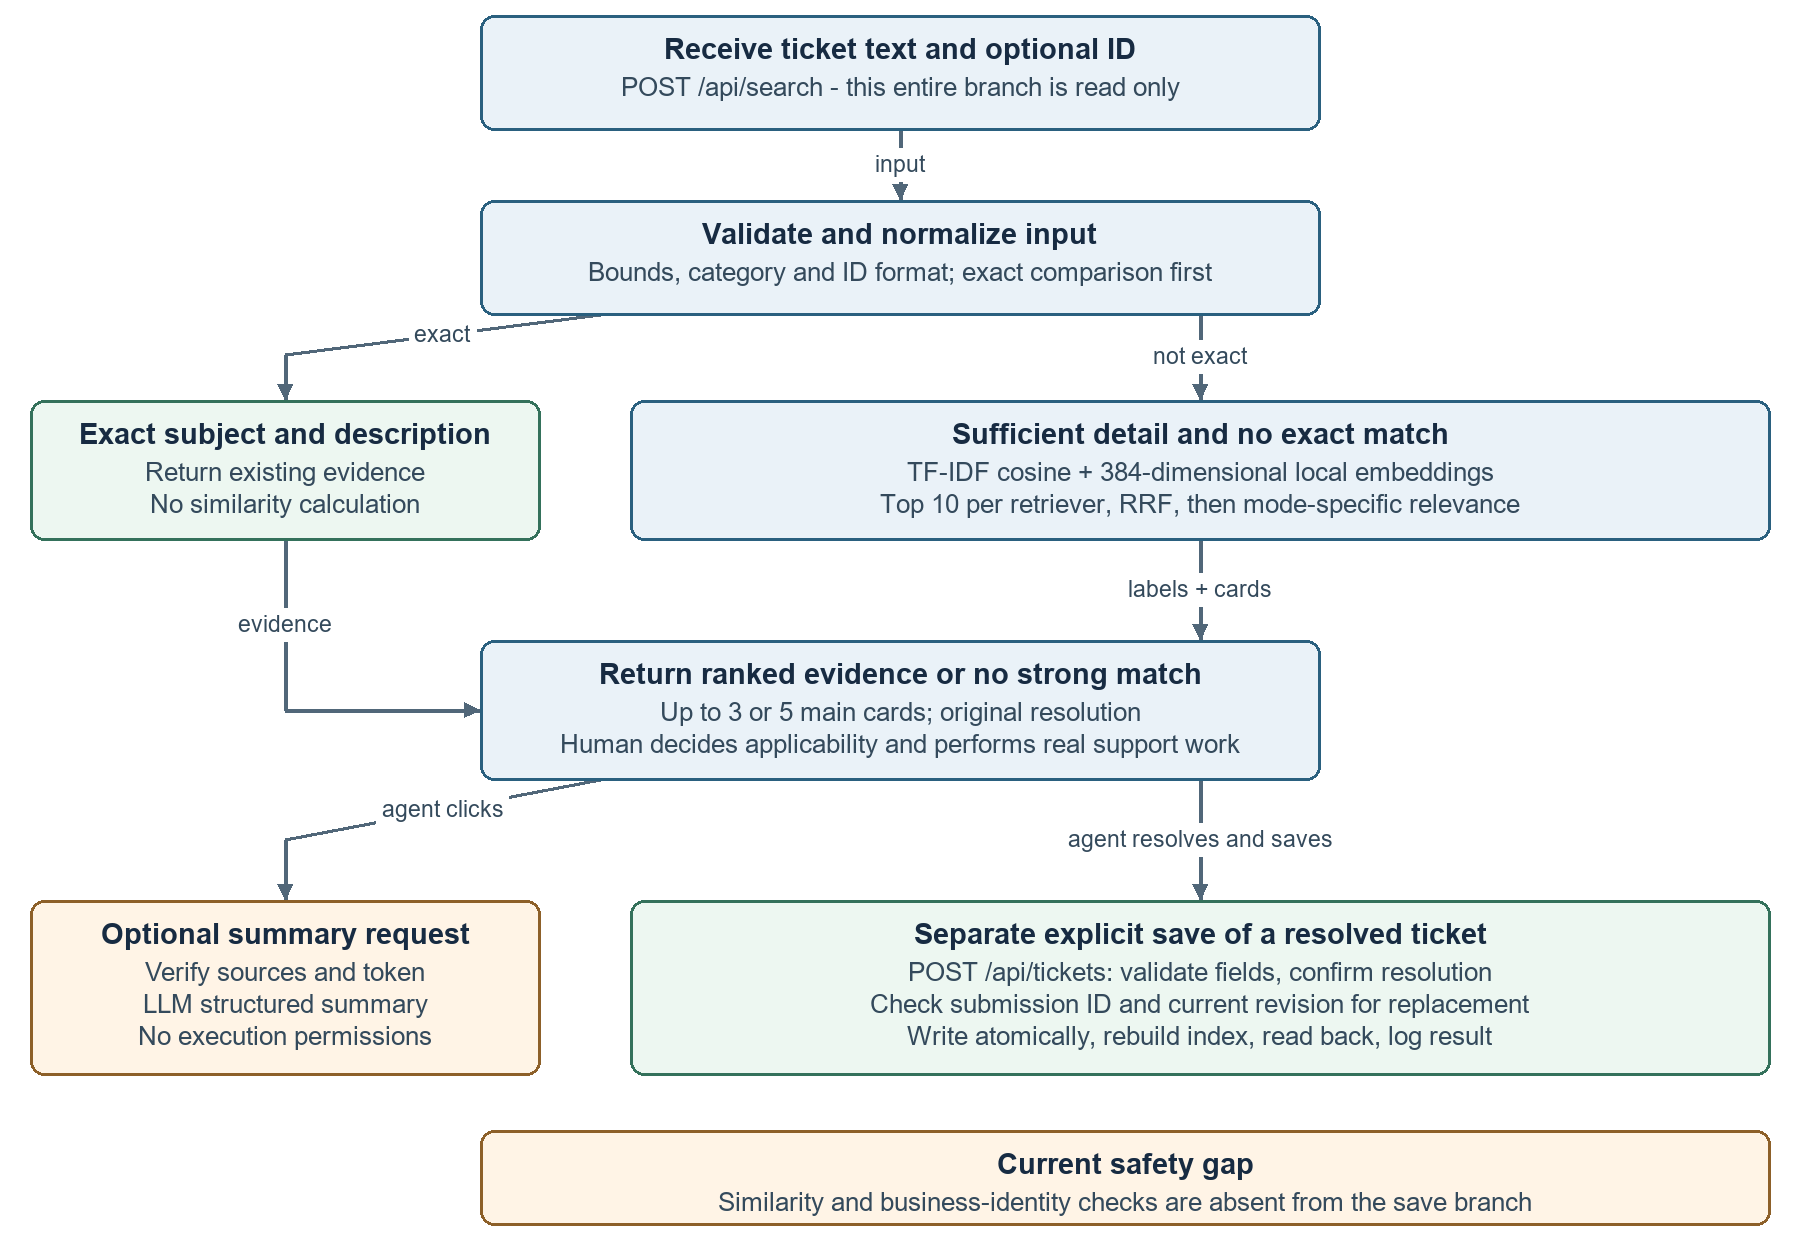 Receive ticket text and optional ID
POST /api/search - this entire branch is read only
input
Validate and normalize input
Bounds, category and ID format; exact comparison first
exact
not exact
Exact subject and description
Return existing evidence
No similarity calculation
Sufficient detail and no exact match
TF-IDF cosine + 384-dimensional local embeddings
Top 10 per retriever, RRF, then mode-specific relevance
evidence
labels + cards
Return ranked evidence or no strong match
Up to 3 or 5 main cards; original resolution
Human decides applicability and performs real support work
agent clicks
agent resolves and saves
Optional summary request
Verify sources and token
LLM structured summary
No execution permissions
Separate explicit save of a resolved ticket
POST /api/tickets: validate fields, confirm resolution
Check submission ID and current revision for replacement
Write atomically, rebuild index, read back, log result
Current safety gap
Similarity and business-identity checks are absent from the save branch